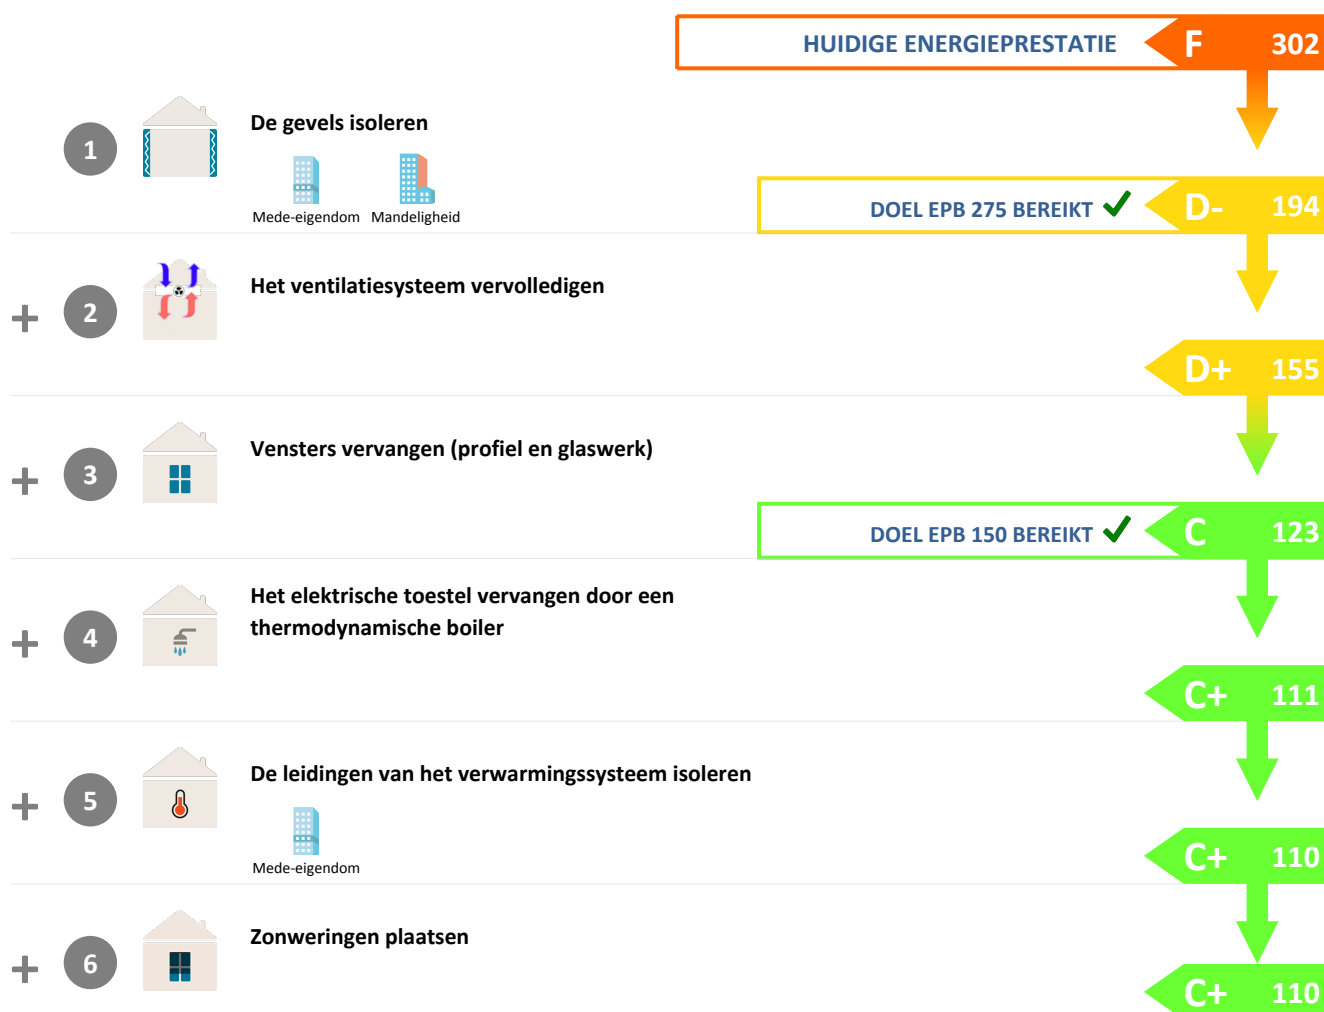 HUIDIGE ENERGIEPRESTATIE F 302
1 De gevels isoleren
Mede-eigendom Mandeligheid
DOEL EPB 275 BEREIKT ✔ D- 194
+ 2 Het ventilatiesysteem vervolledigen
D+ 155
+ 3 Vensters vervangen (profiel en glaswerk)
DOEL EPB 150 BEREIKT ✔ C 123
+ 4 Het elektrische toestel vervangen door een
thermodynamische boiler
C+ 111
+ 5 De leidingen van het verwarmingssysteem isoleren
Mede-eigendom
C+ 110
+ 6 Zonweringen plaatsen
C+ 110